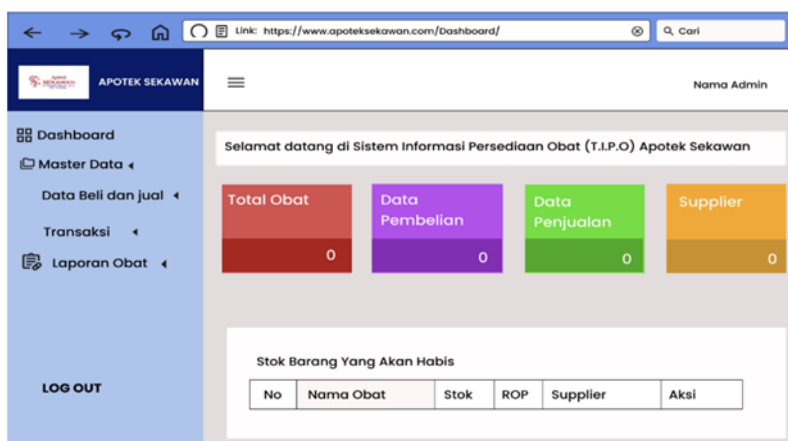 Link: https://www.apoteksekawan.com/Dashboard/
Cari
SEKAWAN
APOTEK SEKAWAN
Nama Admin
Dashboard
Master Data
Data Beli dan jual
Transaksi
Laporan Obat
LOG OUT
Selamat datang di Sistem Informasi Persediaan Obat (T.I.P.O) Apotek Sekawan
Total Obat
0
Data
Pembelian
0
Data
Penjualan
0
Supplier
0
Stok Barang Yang Akan Habis
No Nama Obat Stok ROP Supplier Aksi